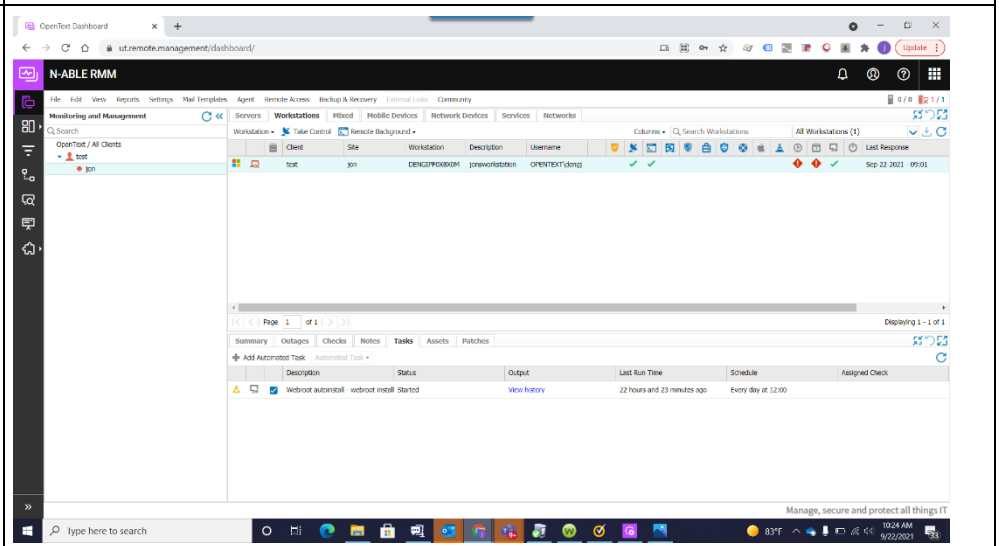 OpenText Dashboard
ut.remote.management/dashboard/
Update
N-ABLE RMM
File Edit View Reports Settings Mail Templates Agent Remote Access Backup & Recovery External Links Community
0 / 0 1 / 1
Monitoring and Management
Search
OpenText / All Clients
test
jon
Servers Workstations Mixed Mobile Devices Network Devices Services Networks
Workstation Take Control Remote Background Columns Search Workstations All Workstations (1)
Client Site Workstation Description Username Last Response
test jon jonsworkstation Sep 22 2021 - 09:01
Page 1 of 1 Displaying 1 - 1 of 1
Summary Outages Checks Notes Tasks Assets Patches
Add Automated Task Automated Task
Description Status Output Last Run Time Schedule Assigned Check
Webroot autoinstall - webroot install Started View history 22 hours and 23 minutes ago Every day at 12:00
Manage, secure and protect all things IT
Type here to search
83°F
10:24 AM
9/22/2021
33